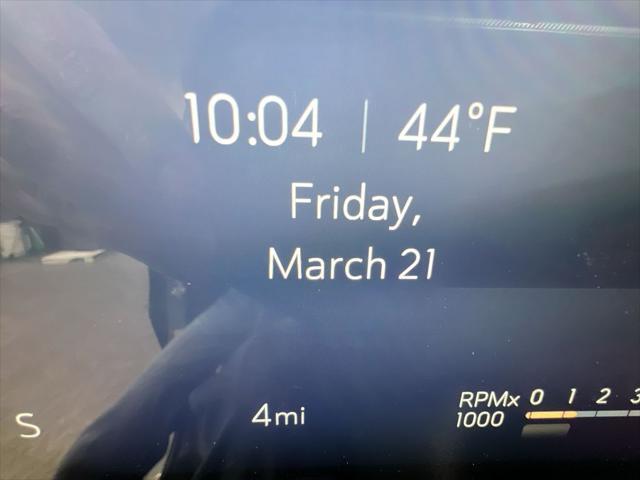 10:04 | 44°F
Friday,
March 21
RPMx 0 1 2 3
1000
S 4mi